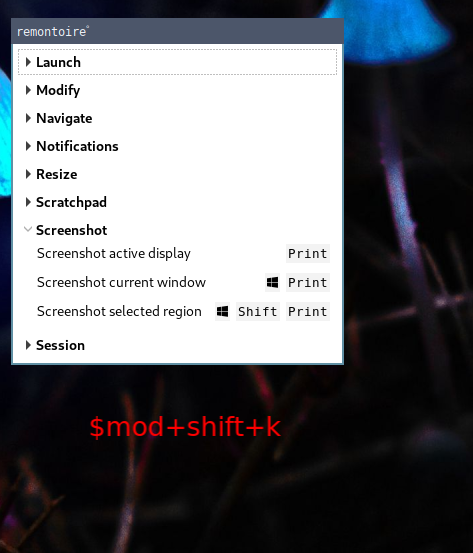 remontoire°
Launch
Modify
Navigate
Notifications
Resize
Scratchpad
Screenshot
Screenshot active display Print
Screenshot current window Print
Screenshot selected region Shift Print
Session
$mod+shift+k